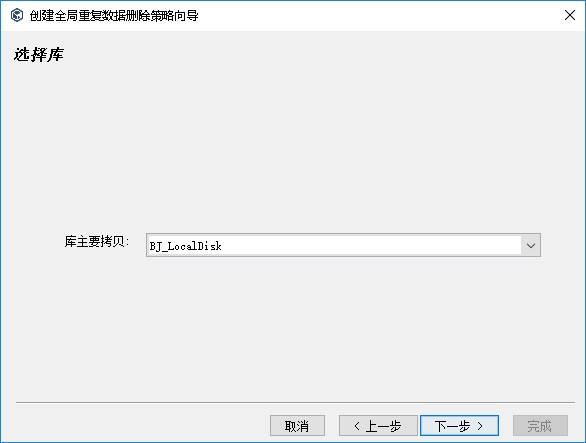 创建全局重复数据删除策略向导
选择库
库主要拷贝:
BJ_LocalDisk
取消
< 上一步
下一步 >
完成